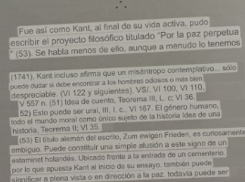 Fue así como Kant, al final de su vida activa, pudo
escribir el proyecto filosófico titulado "Por la paz perpetua"
(53). Se habla menos de ello, aunque a menudo lo tenemos
(1741). Kant incluso afirma que un misántropo contemplativo... sólo
puede dudar si debe encontrar a los hombres odiosos o más bien
despreciable. (VI 122 y siguientes). VS/. VI 100, VI 110.
V 557 n. (51) Idea de cuento, Teorema III, L. c; VI 36.
52) Esto puede ser una, III, l. c., VI 167. El género humano,
todo el mundo moral como único sujeto de la historia Idea de una
historia, Teorema II; VI 35.
(53) El título alemán del escrito, Zum ewigen Frieden, es curiosamente
ambiguo. Puede constituir una simple alusión a este signo de un
estaminet holandés. Ubicado frente a la entrada de un cementerio,
por lo que apuesta Kant al inicio de su ensayo, también puede
significar a plena vista o en dirección a la paz. todavía puede ser